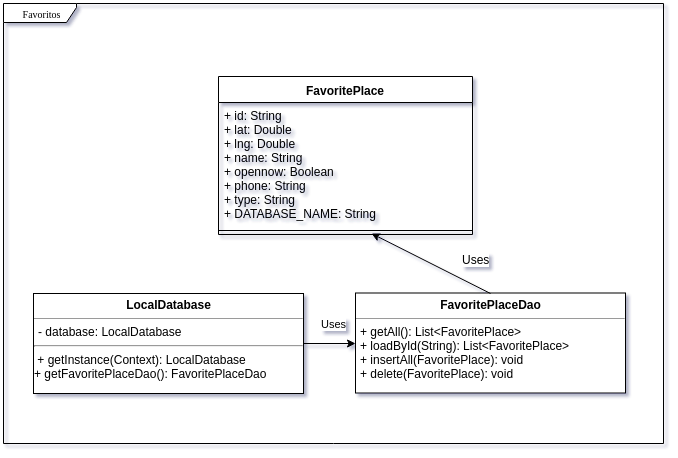 Favoritos
FavoritePlace
+ id: String
+ lat: Double
+ lng: Double
+ name: String
+ opennow: Boolean
+ phone: String
+ type: String
+ DATABASE_NAME: String
Uses
LocalDatabase
- database: LocalDatabase
+ getInstance(Context): LocalDatabase
+ getFavoritePlaceDao(): FavoritePlaceDao
Uses
FavoritePlaceDao
+ getAll(): List<FavoritePlace>
+ loadById(String): List<FavoritePlace>
+ insertAll(FavoritePlace): void
+ delete(FavoritePlace): void